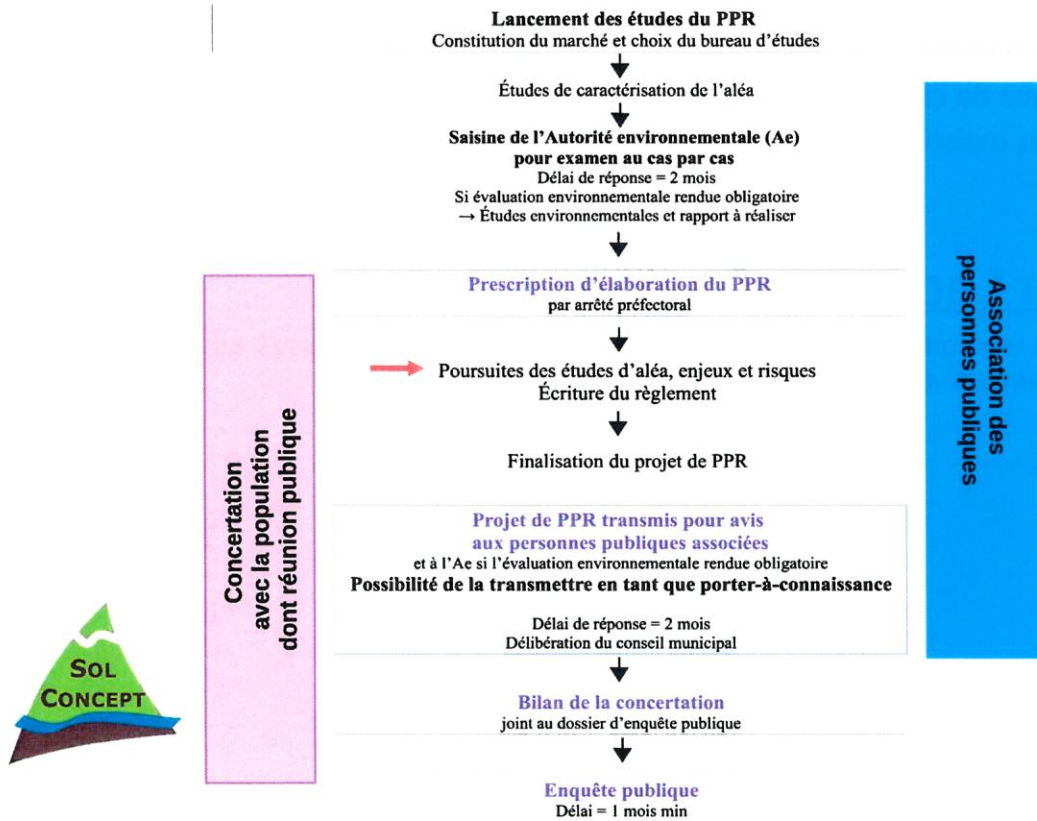 Lancement des études du PPR
Constitution du marché et choix du bureau d'études
Études de caractérisation de l'aléa
Saisine de l'Autorité environnementale (Ae)
pour examen au cas par cas
Délai de réponse = 2 mois
Si évaluation environnementale rendue obligatoire
→ Études environnementales et rapport à réaliser
Prescription d'élaboration du PPR
par arrêté préfectoral
Poursuites des études d'aléa, enjeux et risques
Écriture du règlement
Finalisation du projet de PPR
Projet de PPR transmis pour avis
aux personnes publiques associées
et à l'Ae si l'évaluation environnementale rendue obligatoire
Possibilité de la transmettre en tant que porter-à-connaissance
Délai de réponse = 2 mois
Délibération du conseil municipal
Bilan de la concertation
joint au dossier d'enquête publique
Enquête publique
Délai = 1 mois min
Concertation
avec la population
dont réunion publique
Association des
personnes publiques
SOL
CONCEPT